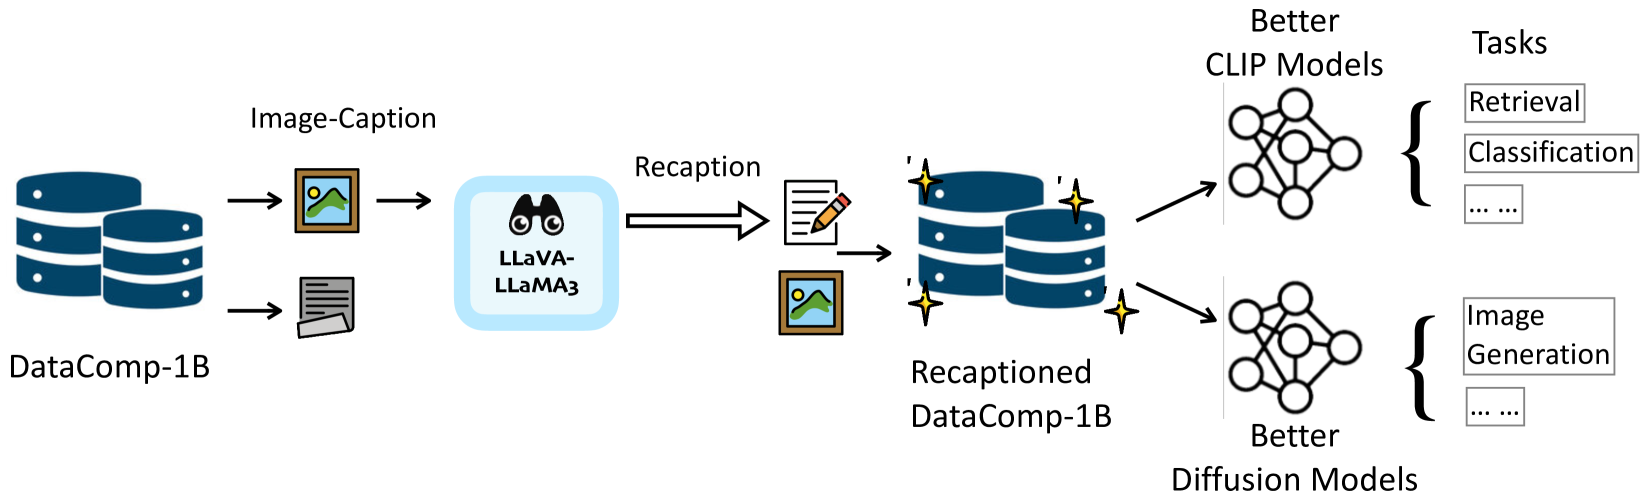 DataComp-1B
Image-Caption
LLaVA-
LLaMA3
Recaption
Recaptioned
DataComp-1B
Better
CLIP Models
Better
Diffusion Models
Tasks
Retrieval
Classification
... ...
Image
Generation
... ...